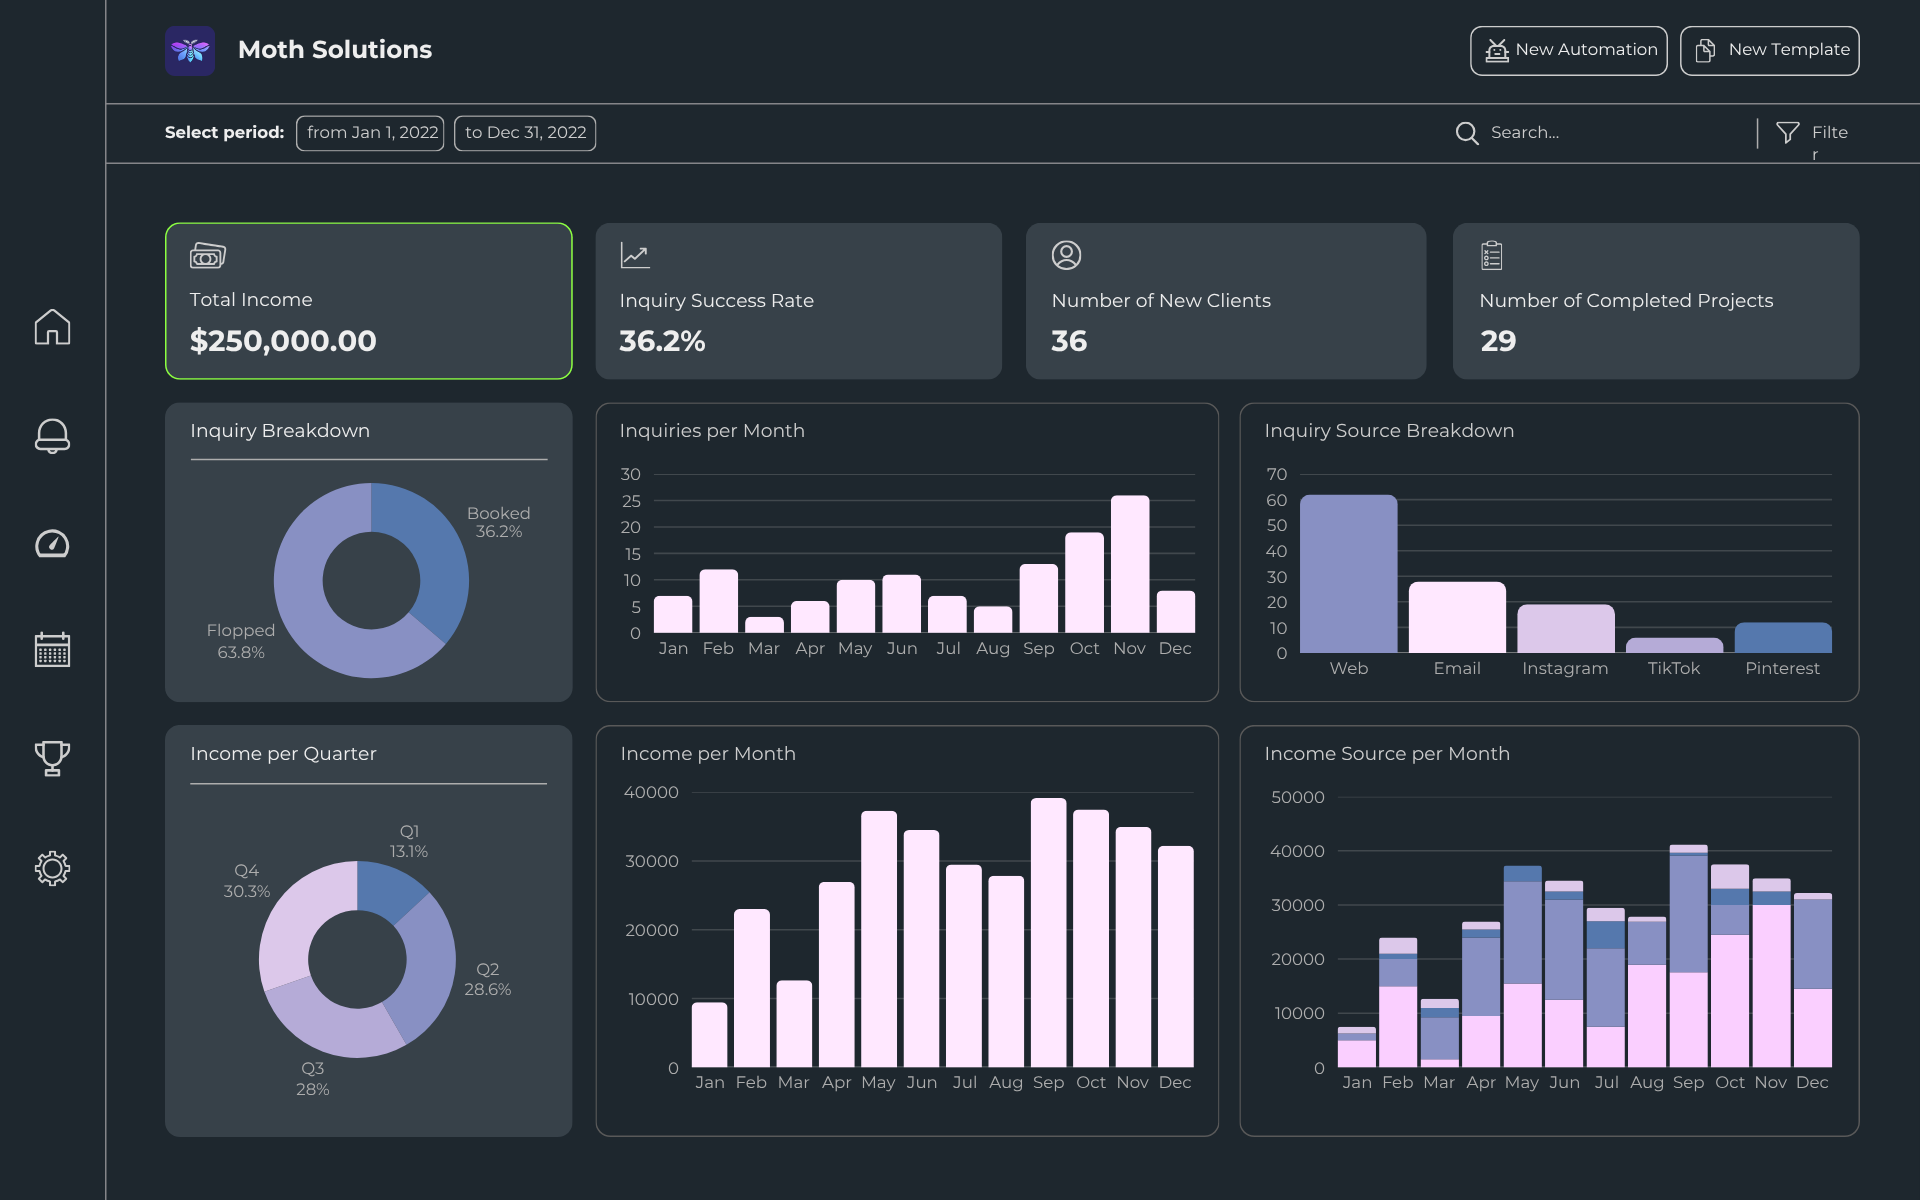 Moth Solutions
New Automation
New Template
Select period:
from Jan 1, 2022
to Dec 31, 2022
Search...
Filte
r
Total Income
$250,000.00
Inquiry Success Rate
36.2%
Number of New Clients
36
Number of Completed Projects
29
Inquiry Breakdown
Booked
36.2%
Flopped
63.8%
Inquiries per Month
30
25
20
15
10
5
0
Jan Feb Mar Apr May Jun Jul Aug Sep Oct Nov Dec
Inquiry Source Breakdown
70
60
50
40
30
20
10
0
Web Email Instagram TikTok Pinterest
Income per Quarter
Q1
13.1%
Q4
30.3%
Q2
28.6%
Q3
28%
Income per Month
40000
30000
20000
10000
0
Jan Feb Mar Apr May Jun Jul Aug Sep Oct Nov Dec
Income Source per Month
50000
40000
30000
20000
10000
0
Jan Feb Mar Apr May Jun Jul Aug Sep Oct Nov Dec